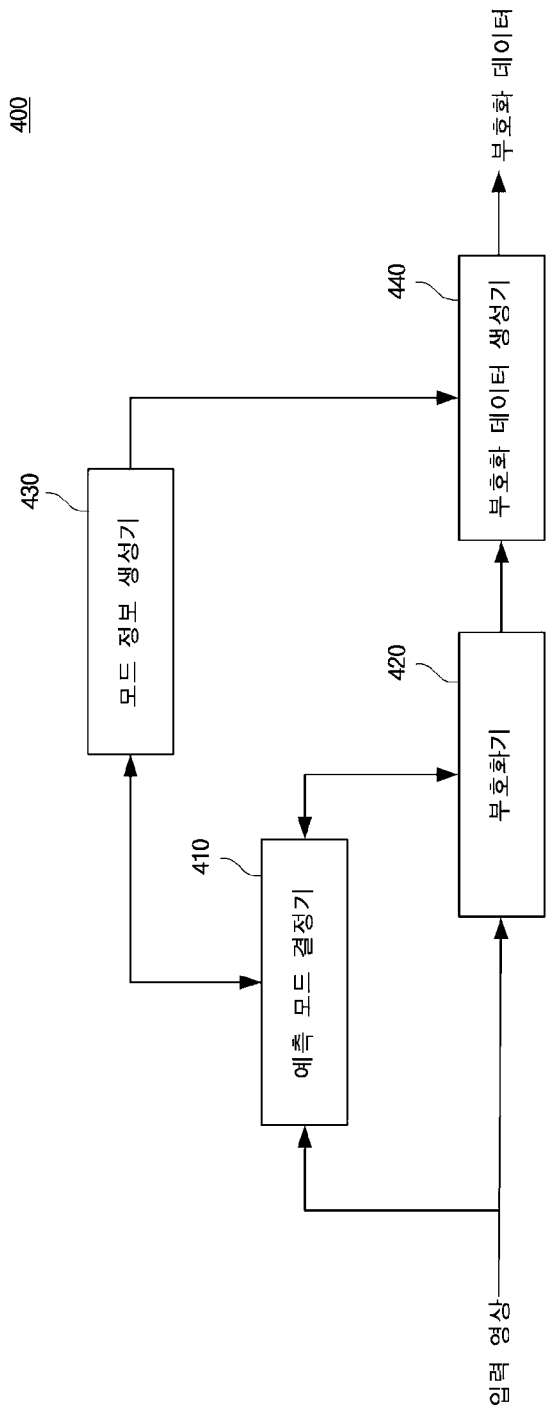 400
430
모드 정보 생성기
410
예측 모드 결정기
420
부호화기
440
부호화 데이터 생성기
입력 영상
부호화 데이터